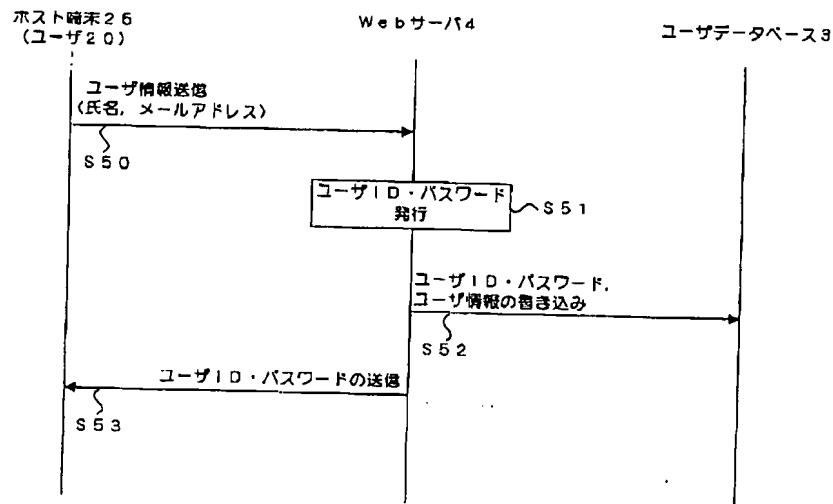 ホスト端末26
(ユーザ20)
Webサーバ4
ユーザデータベース3
ユーザ情報送信
(氏名,メールアドレス)
S50
ユーザID・パスワード
発行
S51
ユーザID・パスワード,
ユーザ情報の書き込み
S52
ユーザID・パスワードの送信
S53